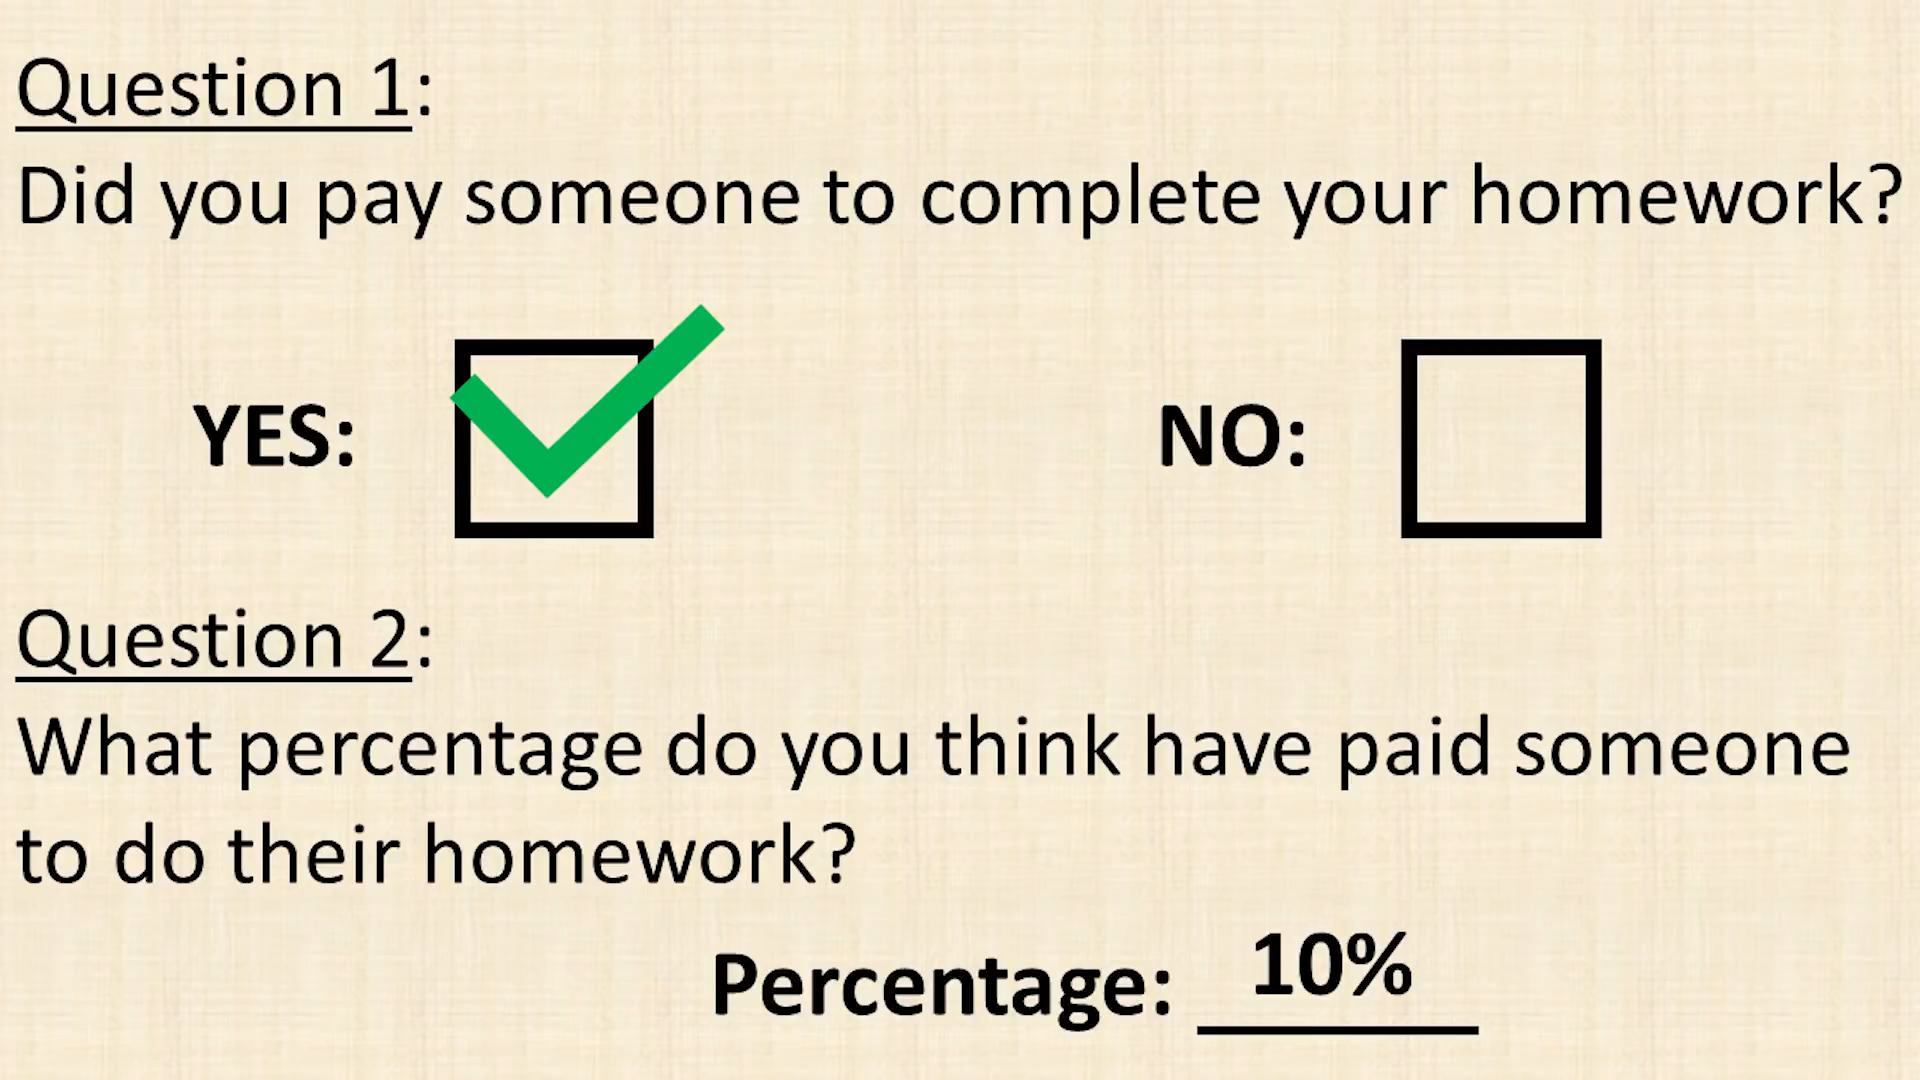 Question 1:
Did you pay someone to complete your homework?
YES: NO:
Question 2:
What percentage do you think have paid someone
to do their homework?
Percentage: 10%